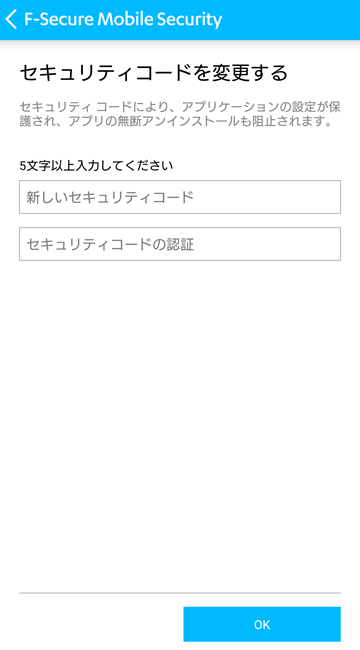 F-Secure Mobile Security
セキュリティコードを変更する
セキュリティ コードにより、アプリケーションの設定が保
護され、アプリの無断アンインストールも阻止されます。
5文字以上入力してください
新しいセキュリティコード
セキュリティコードの認証
OK